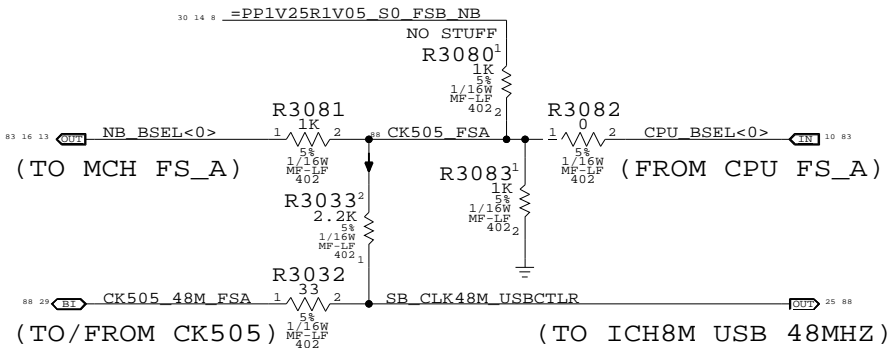 30 14 8 =PP1V25R1V05_S0_FSB_NB
NO STUFF
R3080 1
1K
5%
1/16W
MF-LF
402 2
R3081
1K
1 2
5%
1/16W
MF-LF
402
83 16 13 OUT NB_BSEL<0>
(TO MCH FS_A)
88 CK505_FSA
R3082
0
1 2
5%
1/16W
MF-LF
402
CPU_BSEL<0> IN 10 83
(FROM CPU FS_A)
R3083 1
1K
5%
1/16W
MF-LF
402 2
R3033 2
2.2K
5%
1/16W
MF-LF
402 1
R3032
33
1 2
5%
1/16W
MF-LF
402
88 29 BI CK505_48M_FSA
(TO/FROM CK505)
SB_CLK48M_USBCTLR OUT 25 88
(TO ICH8M USB 48MHZ)